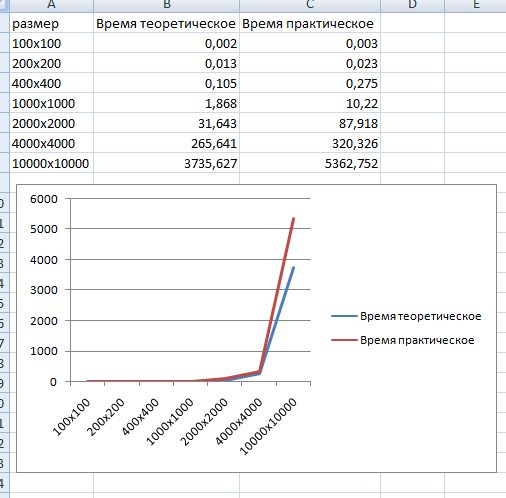 A B C D E
размер Время теоретическое Время практическое
100x100 0,002 0,003
200x200 0,013 0,023
400x400 0,105 0,275
1000x1000 1,868 10,22
2000x2000 31,643 87,918
4000x4000 265,641 320,326
10000x10000 3735,627 5362,752
6000
5000
4000
3000
2000
1000
0
Время теоретическое
Время практическое
100x100
200x200
400x400
1000x1000
2000x2000
4000x4000
10000x10000